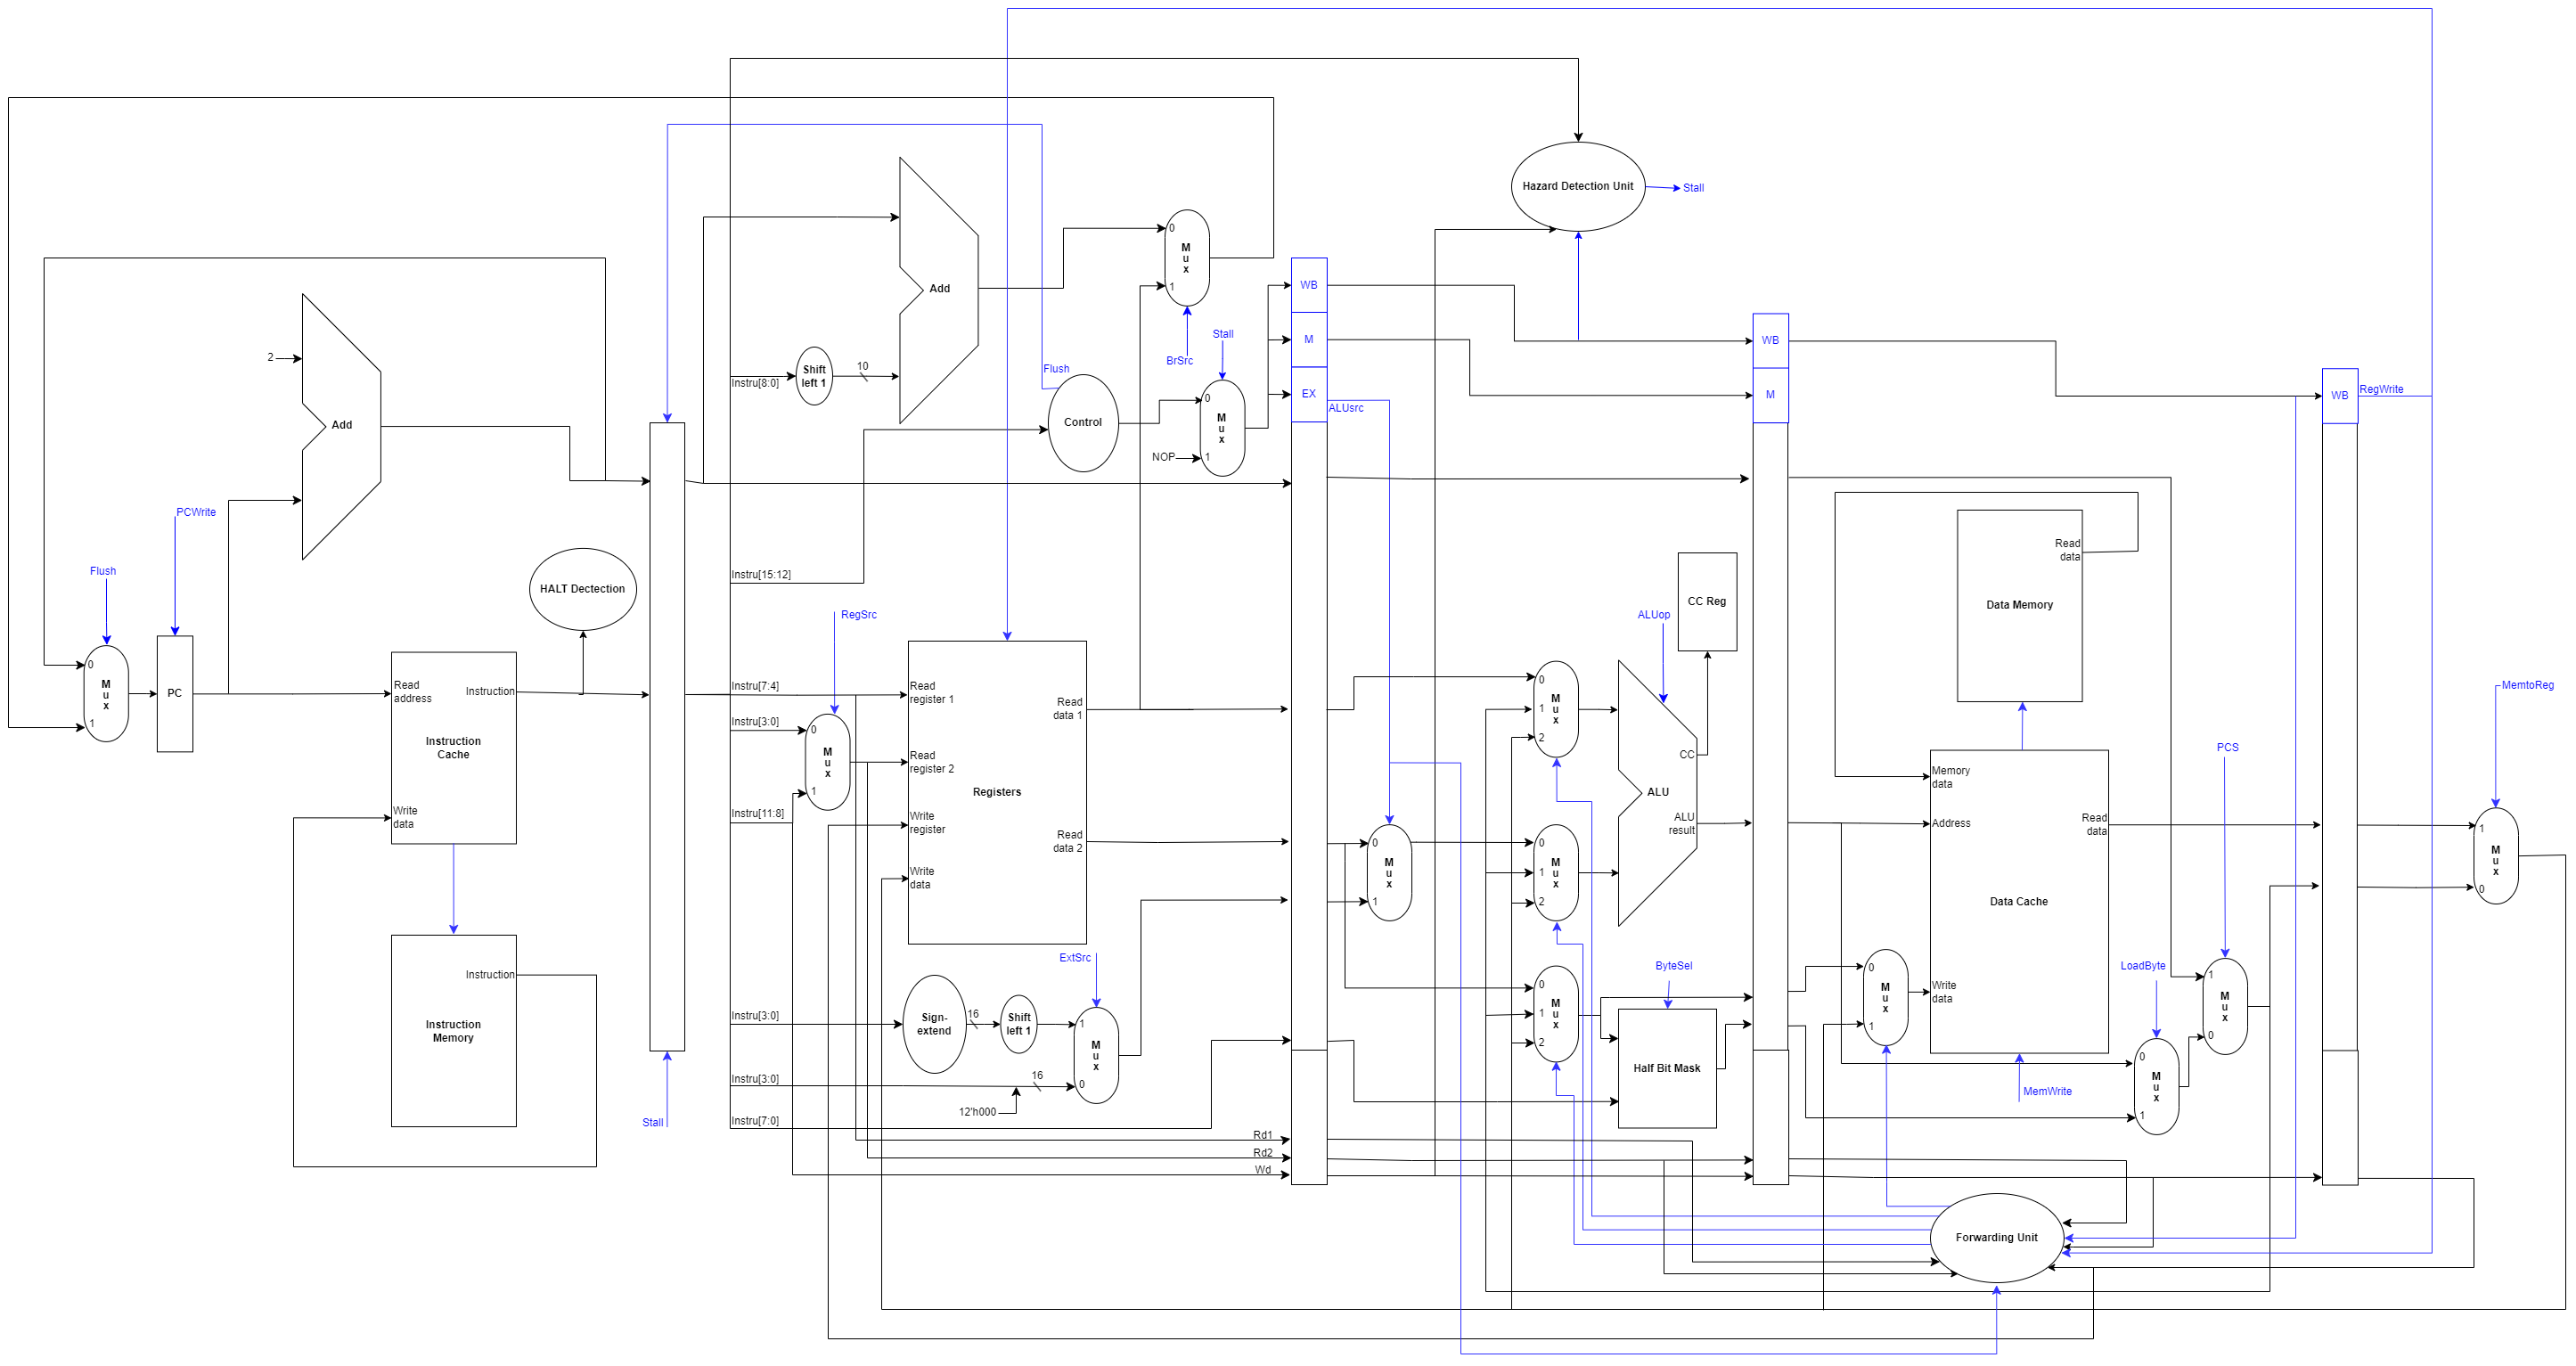 Hazard Detection Unit
Stall
0
M
u
x
1
BrSrc
Add
Shift
left 1
10
Instru[8:0]
Flush
Control
Stall
0
M
u
x
NOP
1
WB
M
EX
ALUsrc
WB
M
WB
RegWrite
2
Add
PCWrite
Flush
0
M
u
x
1
PC
HALT Dectection
Read
address
Instruction
Instruction
Cache
Write
data
Instruction
Instruction
Memory
Stall
Instru[15:12]
RegSrc
Instru[7:4]
Instru[3:0]
0
M
u
x
1
Instru[11:8]
Read
register 1
Read
data 1
Read
register 2
Registers
Write
register
Read
data 2
Write
data
ExtSrc
Instru[3:0]
Sign-
extend
16
Shift
left 1
1
M
u
x
0
Instru[3:0]
16
12'h000
Instru[7:0]
Rd1
Rd2
Wd
0
M
u
x
1
0
M
u
x
1
2
0
M
u
x
1
2
0
M
u
x
1
2
ALUop
CC Reg
CC
ALU
ALU
result
ByteSel
Half Bit Mask
Read
data
Data Memory
Memory
data
Address
Read
data
Data Cache
Write
data
0
M
u
x
1
MemWrite
LoadByte
0
M
u
x
1
PCS
1
M
u
x
0
MemtoReg
1
M
u
x
0
Forwarding Unit